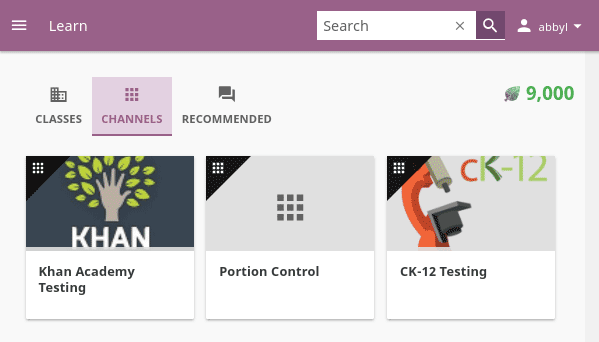 Learn
Search
abbyl
CLASSES
CHANNELS
RECOMMENDED
9,000
KHAN
CK-12
Khan Academy
Testing
Portion Control
CK-12 Testing